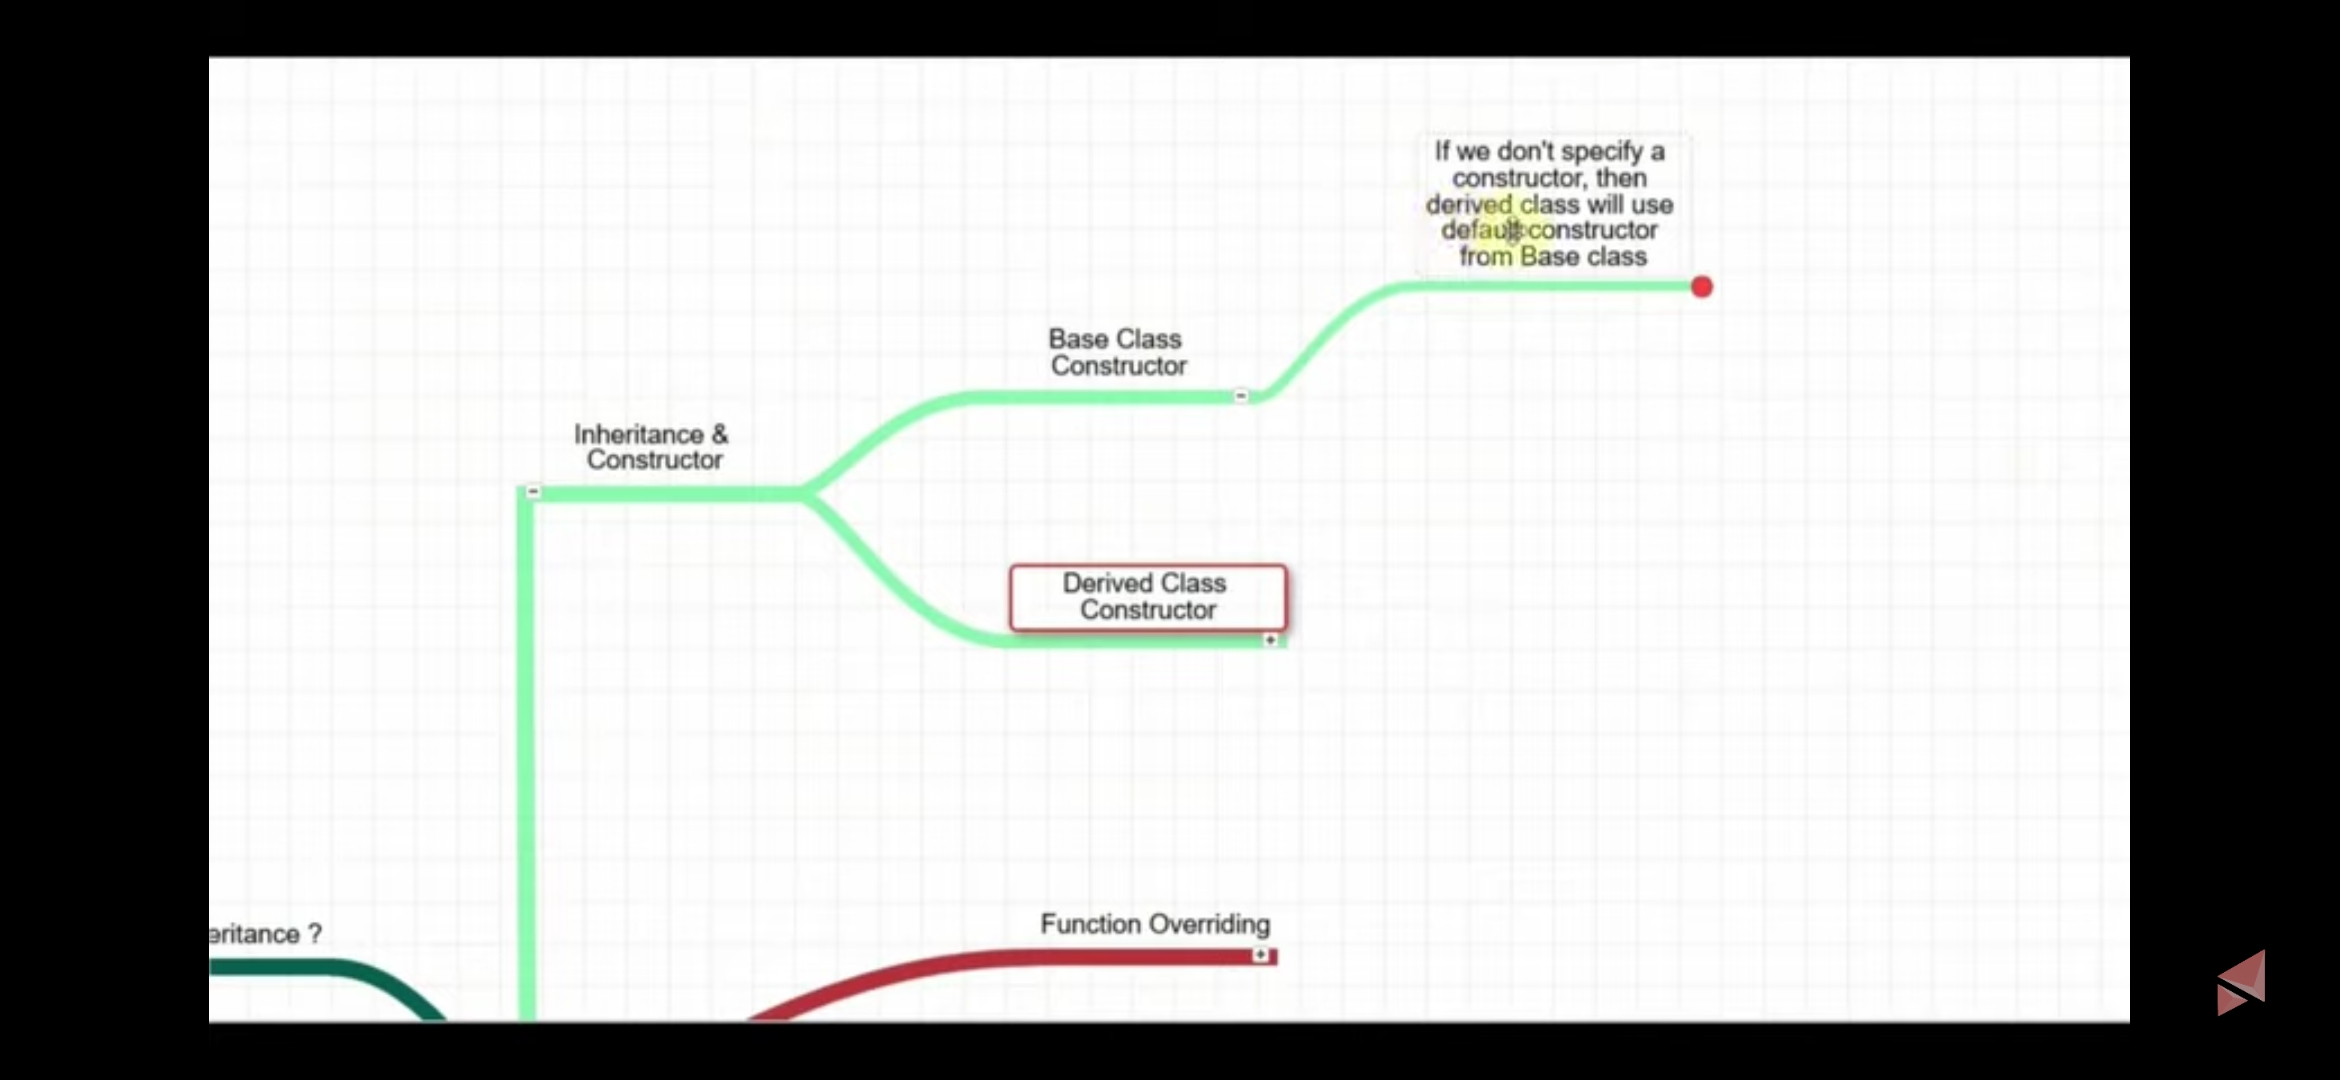 If we don't specify a
constructor, then
derived class will use
default constructor
from Base class
Base Class
Constructor
Inheritance &
Constructor
Derived Class
Constructor
Function Overriding
eritance ?